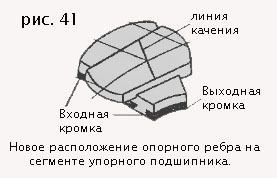 рис. 41
линия
качения
Выходная
кромка
Входная
кромка
Новое расположение опорного ребра на
сегменте упорного подшипника.